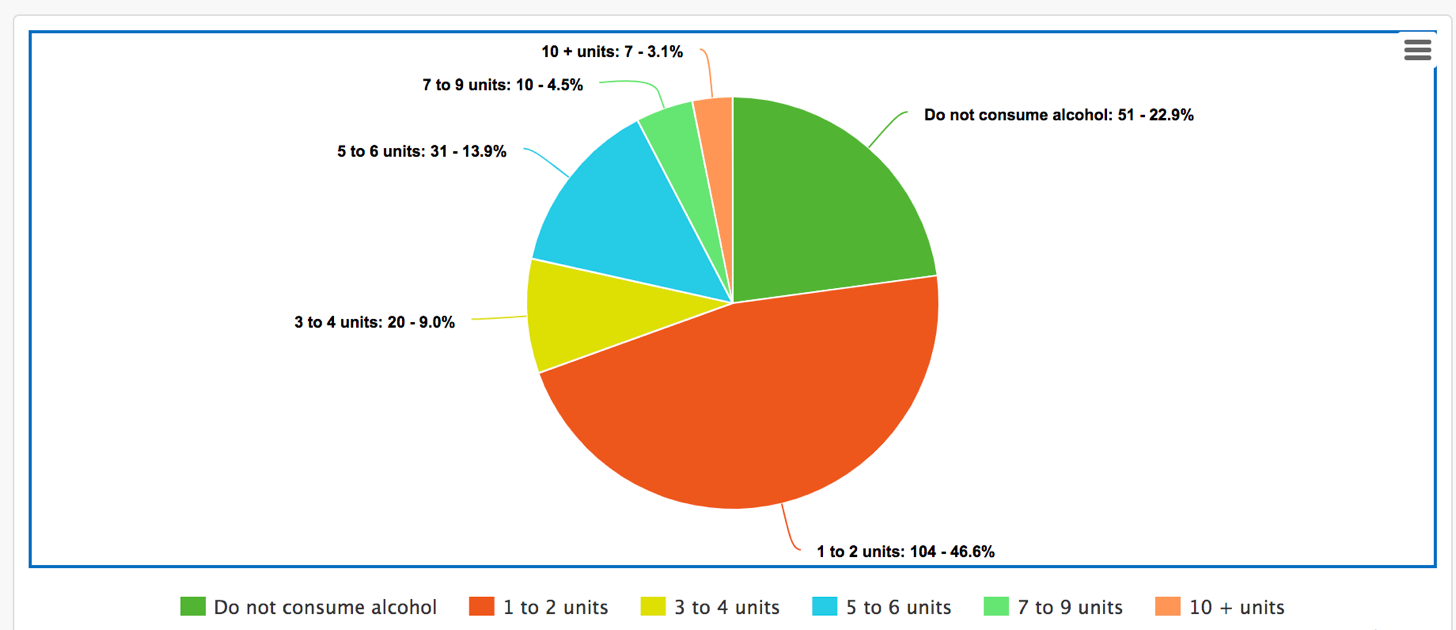 10 + units: 7 - 3.1%
7 to 9 units: 10 - 4.5%
Do not consume alcohol: 51 - 22.9%
5 to 6 units: 31 - 13.9%
3 to 4 units: 20 - 9.0%
1 to 2 units: 104 - 46.6%
Do not consume alcohol 1 to 2 units 3 to 4 units 5 to 6 units 7 to 9 units 10 + units